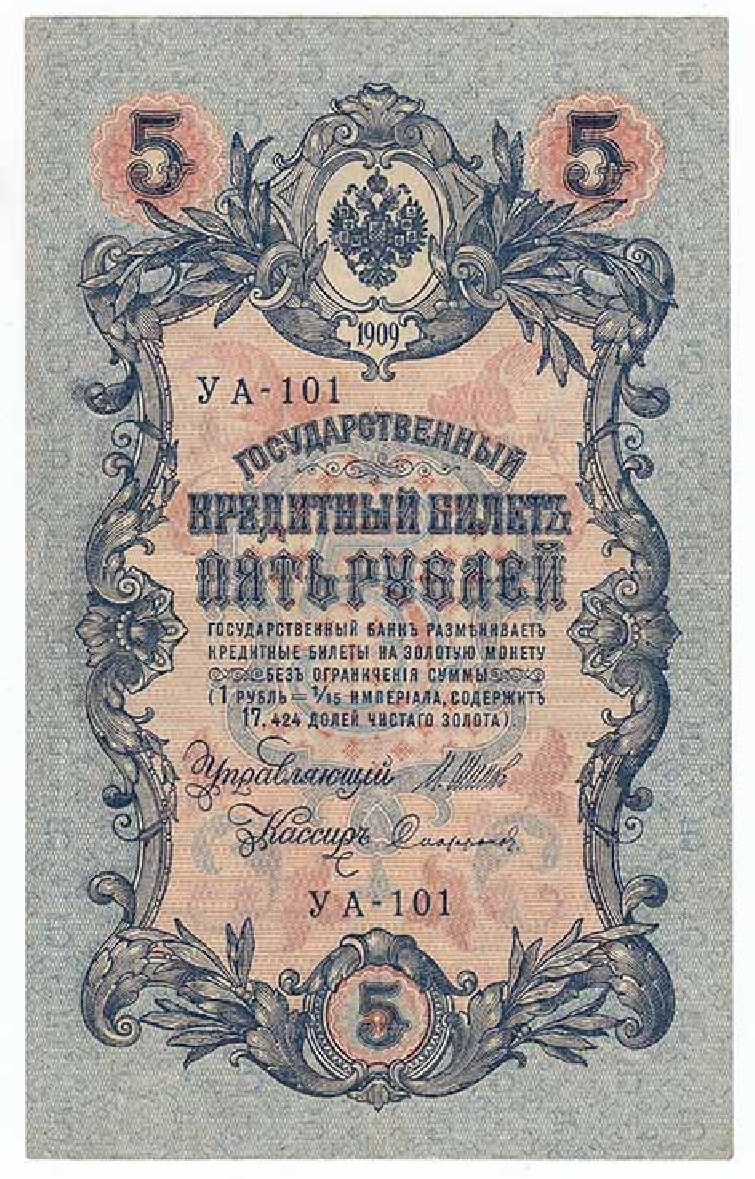 5 5
1909
УА-101
ГОСУДАРСТВЕННЫЙ
КРЕДИТНЫЙ БИЛЕТЪ
ПЯТЬ РУБЛЕЙ
ГОСУДАРСТВЕННЫЙ БАНКЪ РАЗМѢНИВАЕТЪ
КРЕДИТНЫЕ БИЛЕТЫ НА ЗОЛОТУЮ МОНЕТУ
БЕЗЪ ОГРАНИЧЕНІЯ СУММЫ
(1 РУБЛЬ = 1/15 ИМПЕРІАЛА, СОДЕРЖИТЪ
17,424 ДОЛЕЙ ЧИСТАГО ЗОЛОТА)
Управляющій
Кассиръ
УА-101
5